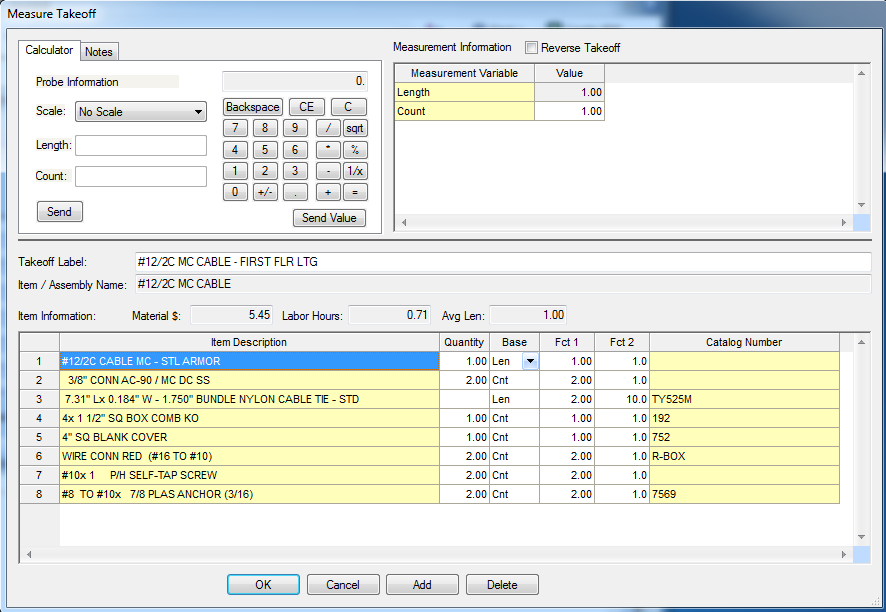 Measure Takeoff
Calculator Notes
Probe Information
0.
Scale: No Scale
Backspace CE C
7 8 9 / sqrt
Length:
4 5 6 * %
Count:
1 2 3 - 1/x
0 +/- . + =
Send
Send Value
Measurement Information Reverse Takeoff
Measurement Variable Value
Length 1.00
Count 1.00
Takeoff Label: #12/2C MC CABLE - FIRST FLR LTG
Item / Assembly Name: #12/2C MC CABLE
Item Information: Material $: 5.45 Labor Hours: 0.71 Avg Len: 1.00
Item Description Quantity Base Fct 1 Fct 2 Catalog Number
1 #12/2C CABLE MC - STL ARMOR 1.00 Len 1.00 1.0
2 3/8" CONN AC-90 / MC DC SS 2.00 Cnt 2.00 1.0
3 7.31" Lx 0.184" W - 1.750" BUNDLE NYLON CABLE TIE - STD Len 2.00 10.0 TY525M
4 4x 1 1/2" SQ BOX COMB KO 1.00 Cnt 1.00 1.0 192
5 4" SQ BLANK COVER 1.00 Cnt 1.00 1.0 752
6 WIRE CONN RED (#16 TO #10) 2.00 Cnt 2.00 1.0 R-BOX
7 #10x 1 P/H SELF-TAP SCREW 2.00 Cnt 2.00 1.0
8 #8 TO #10x 7/8 PLAS ANCHOR (3/16) 2.00 Cnt 2.00 1.0 7569
OK Cancel Add Delete